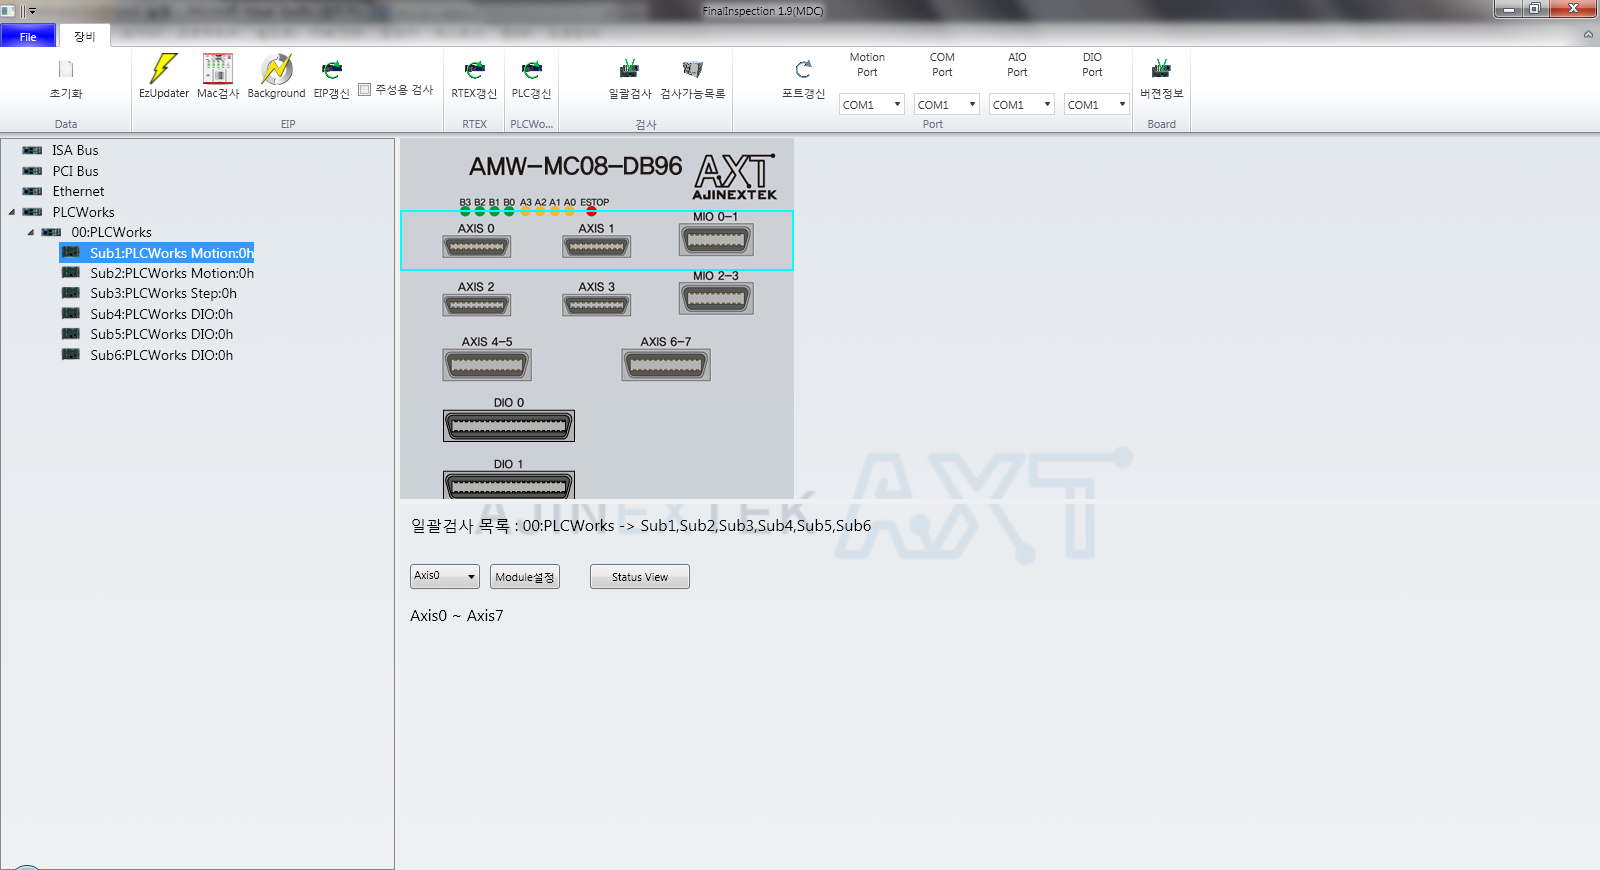 FinalInspection 1.9(MDC)
File
장비
초기화
Data
EzUpdater
Mac검사
Background
EIP갱신
주성용 검사
EIP
RTEX갱신
RTEX
PLC갱신
PLCWo...
일괄검사
검사가능목록
검사
포트갱신
Motion
Port
COM1
COM
Port
COM1
AIO
Port
COM1
DIO
Port
COM1
Port
버젼정보
Board
ISA Bus
PCI Bus
Ethernet
PLCWorks
00:PLCWorks
Sub1:PLCWorks Motion:0h
Sub2:PLCWorks Motion:0h
Sub3:PLCWorks Step:0h
Sub4:PLCWorks DIO:0h
Sub5:PLCWorks DIO:0h
Sub6:PLCWorks DIO:0h
AMW-MC08-DB96
AXT
AJINEXTEK
B3 B2 B1 B0 A3 A2 A1 A0 ESTOP
AXIS 0
AXIS 1
MIO 0-1
AXIS 2
AXIS 3
MIO 2-3
AXIS 4-5
AXIS 6-7
DIO 0
DIO 1
AJINEXTEK AXT
일괄검사 목록 : 00:PLCWorks -> Sub1,Sub2,Sub3,Sub4,Sub5,Sub6
Axis0
Module설정
Status View
Axis0 ~ Axis7